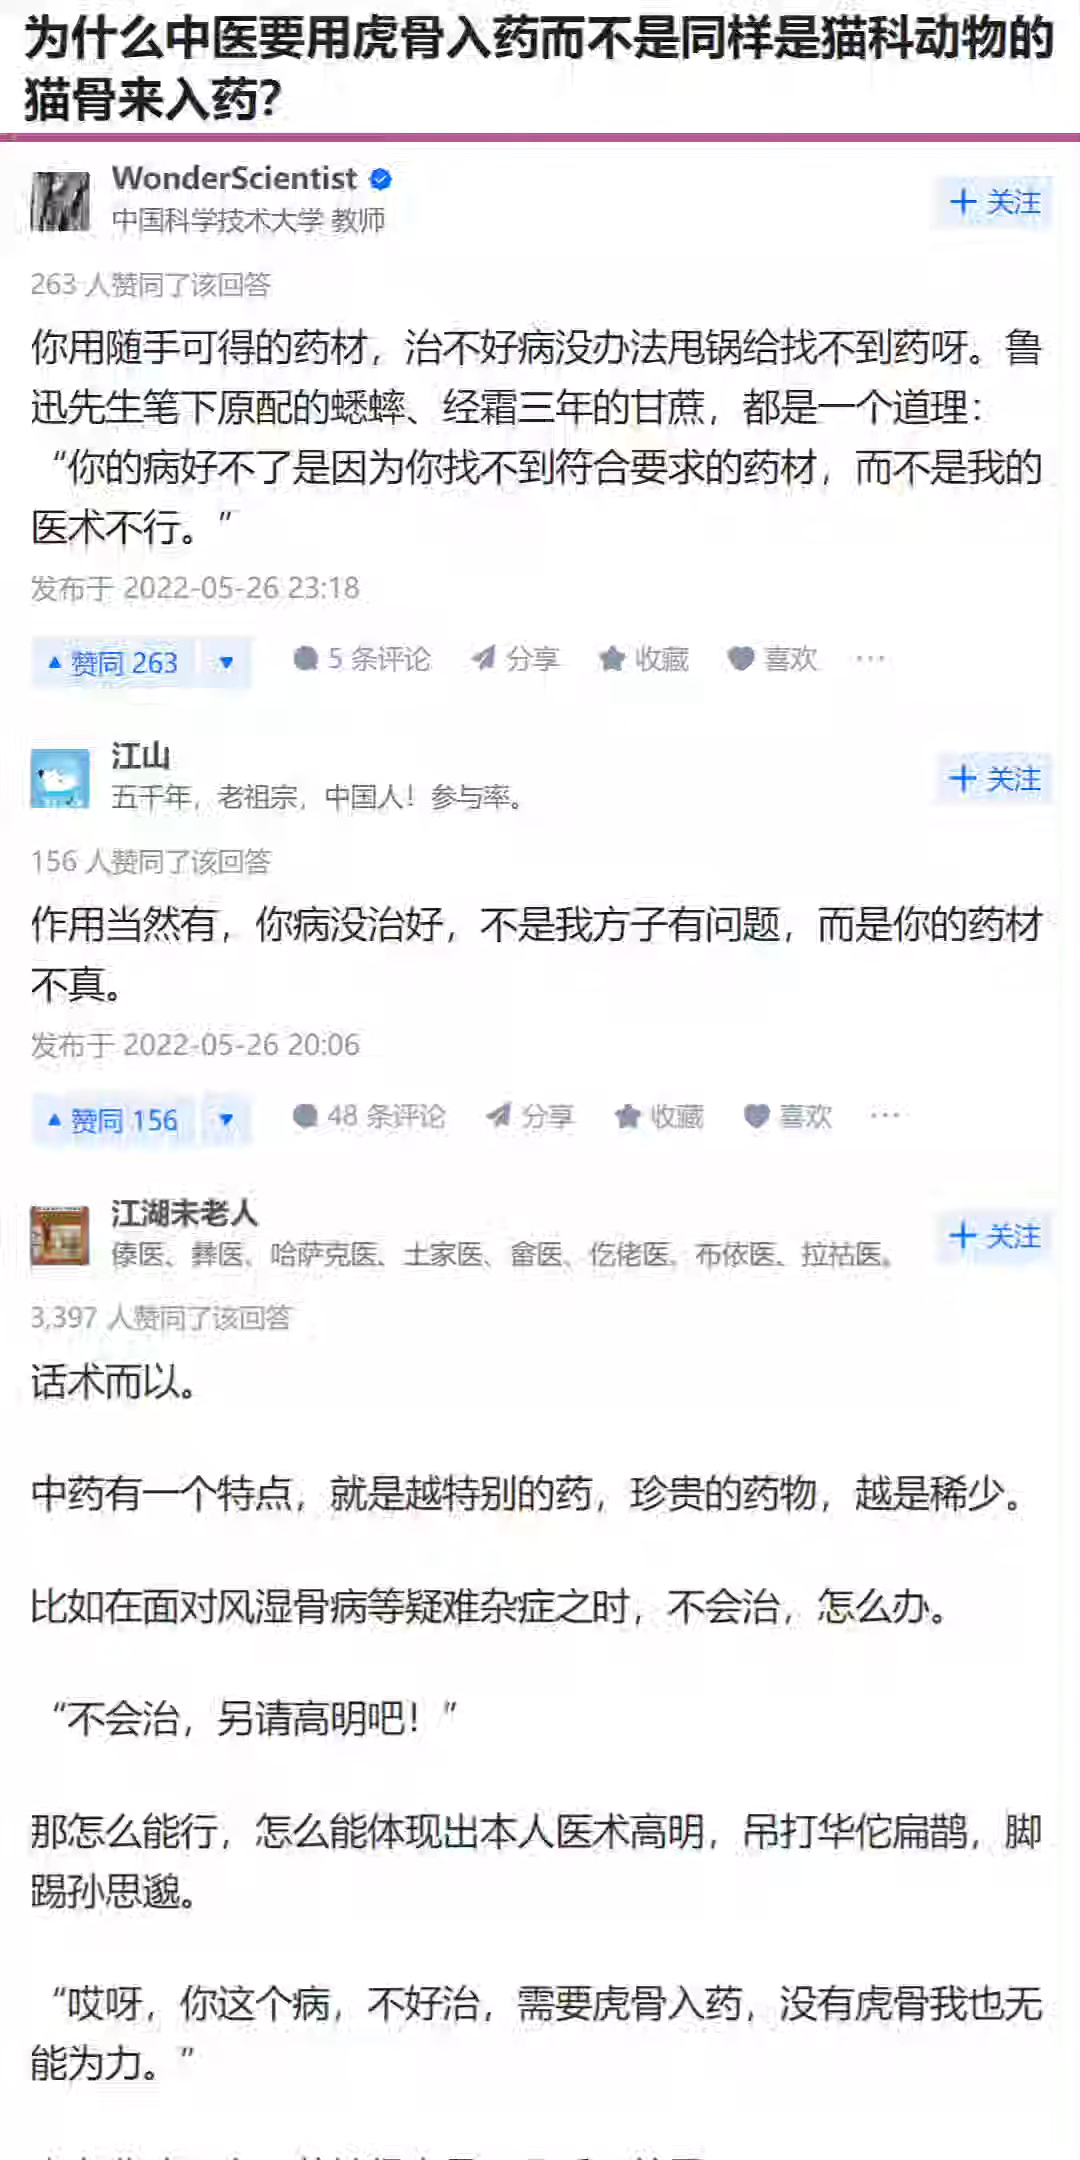 为什么中医要用虎骨入药而不是同样是猫科动物的
猫骨来入药?
WonderScientist
中国科学技术大学 教师
+ 关注
263 人赞同了该回答
你用随手可得的药材，治不好病没办法甩锅给找不到药呀。鲁
迅先生笔下原配的蟋蟀、经霜三年的甘蔗，都是一个道理：
“你的病好不了是因为你找不到符合要求的药材，而不是我的
医术不行。”
发布于 2022-05-26 23:18
赞同 263
5 条评论
分享
收藏
喜欢
···
江山
五千年，老祖宗，中国人！参与率。
+ 关注
156 人赞同了该回答
作用当然有，你病没治好，不是我方子有问题，而是你的药材
不真。
发布于 2022-05-26 20:06
赞同 156
48 条评论
分享
收藏
喜欢
···
江湖未老人
傣医、彝医、哈萨克医、土家医、畲医、仡佬医、布依医、拉祜医。
+ 关注
3,397 人赞同了该回答
话术而以。
中药有一个特点，就是越特别的药，珍贵的药物，越是稀少。
比如在面对风湿骨病等疑难杂症之时，不会治，怎么办。
“不会治，另请高明吧！”
那怎么能行，怎么能体现出本人医术高明，吊打华佗扁鹊，脚
踢孙思邈。
“哎呀，你这个病，不好治，需要虎骨入药，没有虎骨我也无
能为力。”